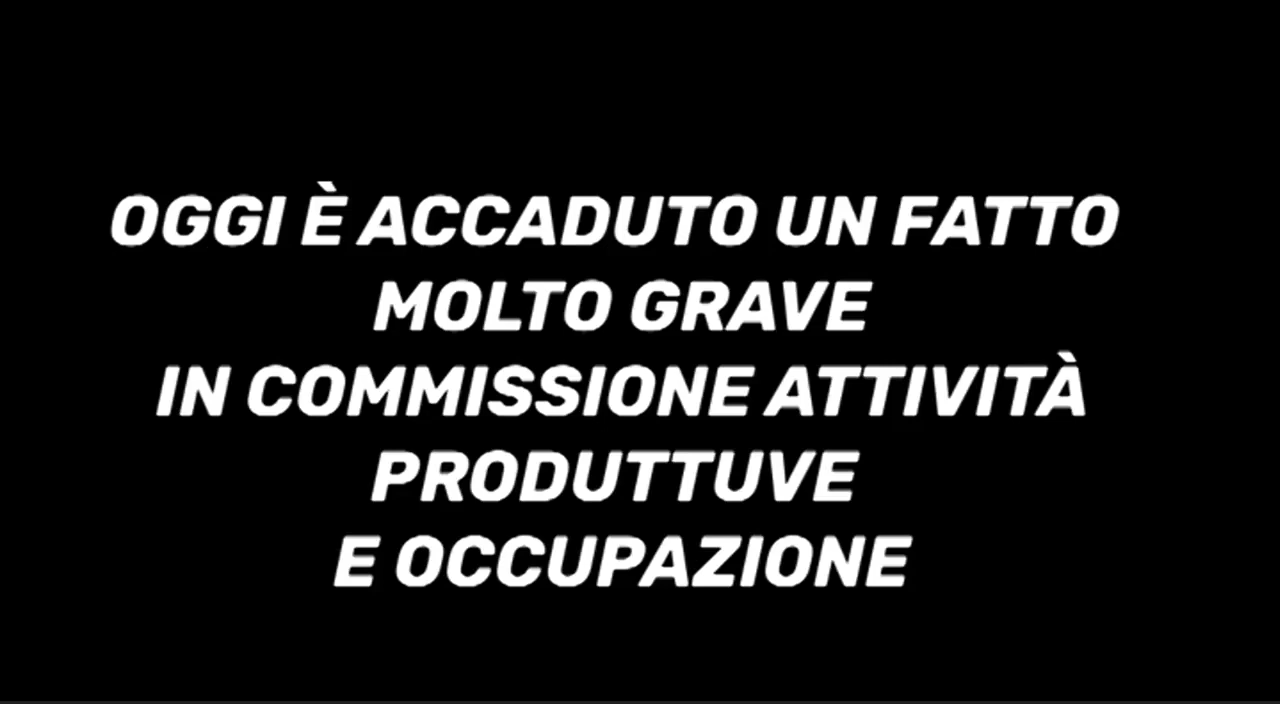 OGGI È ACCADUTO UN FATTO
MOLTO GRAVE
IN COMMISSIONE ATTIVITÀ
PRODUTTUVE
E OCCUPAZIONE